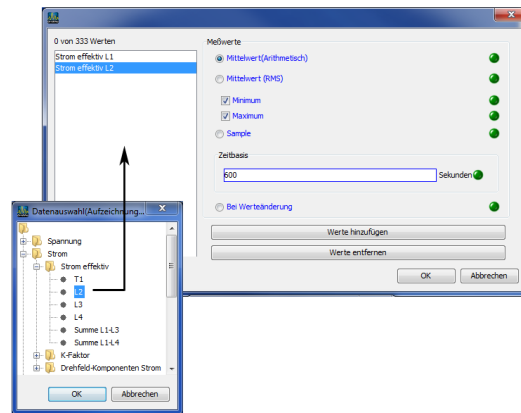 0 von 333 Werten
Strom effektiv L1
Strom effektiv L2
Meßwerte
Mittelwert(Arithmetisch)
Mittelwert (RMS)
Minimum
Maximum
Sample
Zeitbasis
600
Sekunden
Bei Werteänderung
Werte hinzufügen
Werte entfernen
OK
Abbrechen
Datenauswahl(Aufzeichnung...
Spannung
Strom
Strom effektiv
T1
L2
L3
L4
Summe L1-L3
Summe L1-L4
K-Faktor
Drehfeld-Komponenten Strom
OK
Abbrechen